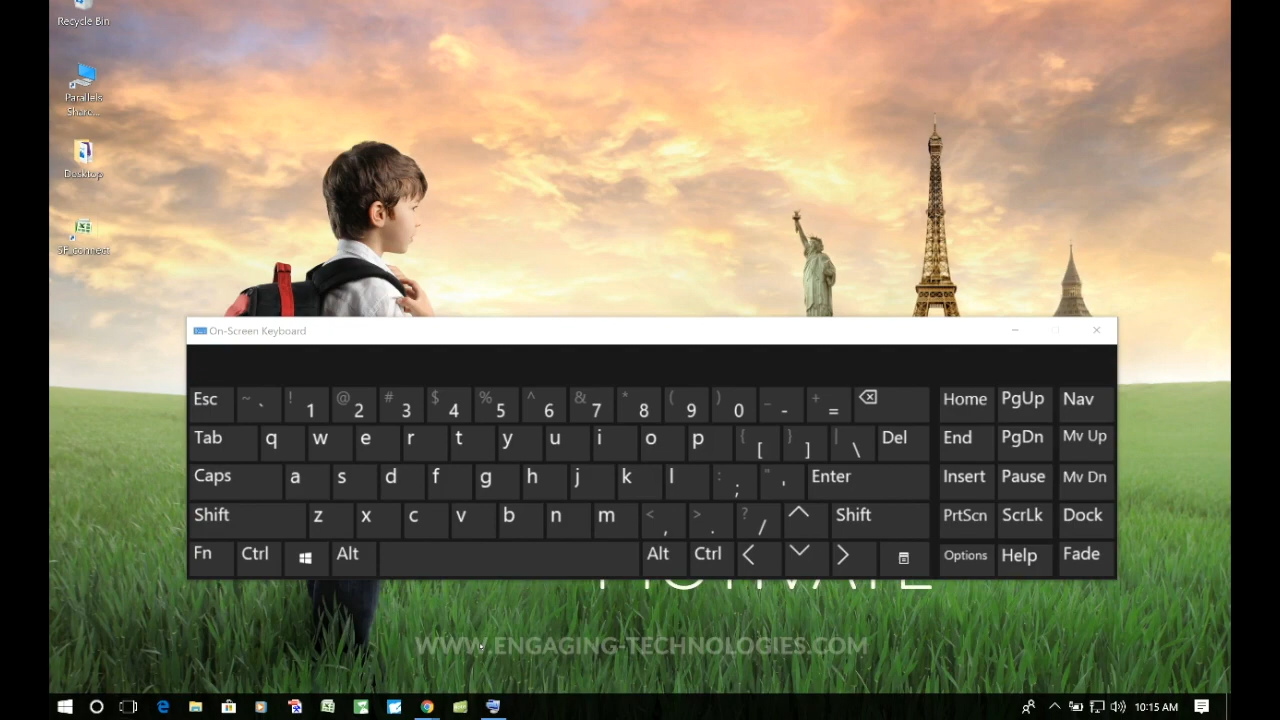 Recycle Bin
Parallels
Share...
Desktop
SH_connect
On-Screen Keyboard
Esc ~ ` ! 1 @ 2 # 3 $ 4 % 5 ^ 6 & 7 * 8 ( 9 ) 0 _ - + = Home PgUp Nav
Tab q w e r t y u i o p { [ } ] | \ Del End PgDn Mv Up
Caps a s d f g h j k l : ; " ' Enter Insert Pause Mv Dn
Shift z x c v b n m < , > . ? / Shift PrtScn ScrLk Dock
Fn Ctrl Alt Alt Ctrl Options Help Fade
MOTIVATE
WWW.ENGAGING-TECHNOLOGIES.COM
10:15 AM